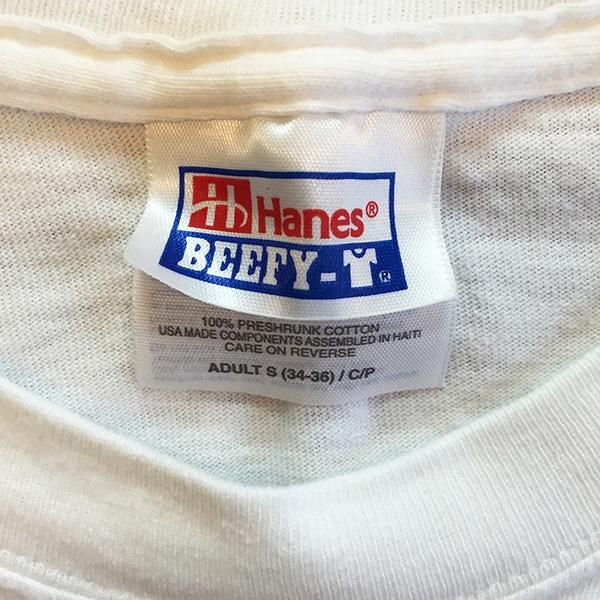 Hanes®
BEEFY-T®
100% PRESHRUNK COTTON
USA MADE COMPONENTS ASSEMBLED IN HAITI
CARE ON REVERSE
ADULT S (34-36) / C/P